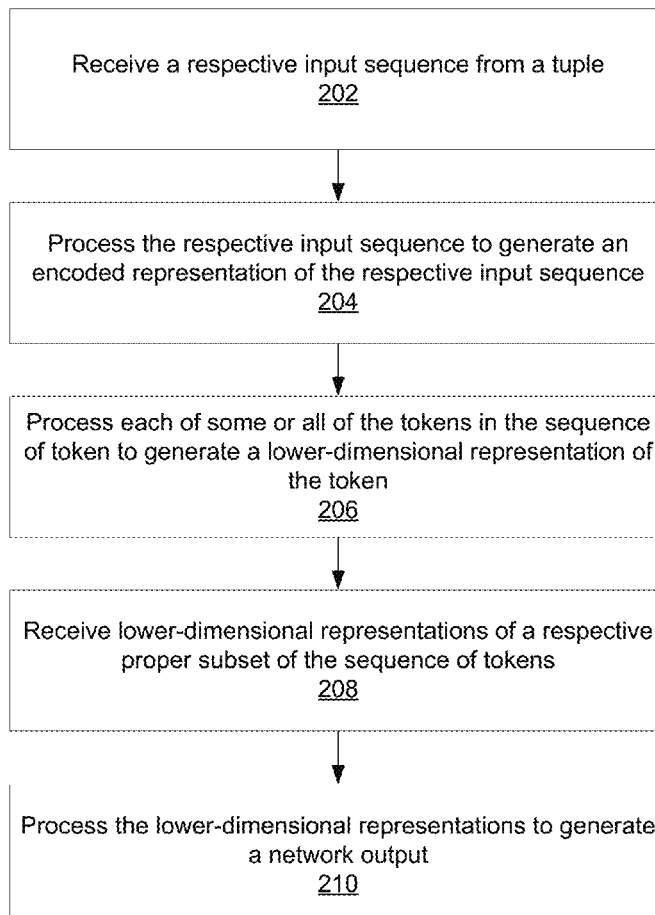 Receive a respective input sequence from a tuple
202
Process the respective input sequence to generate an
encoded representation of the respective input sequence
204
Process each of some or all of the tokens in the sequence
of token to generate a lower-dimensional representation of
the token
206
Receive lower-dimensional representations of a respective
proper subset of the sequence of tokens
208
Process the lower-dimensional representations to generate
a network output
210